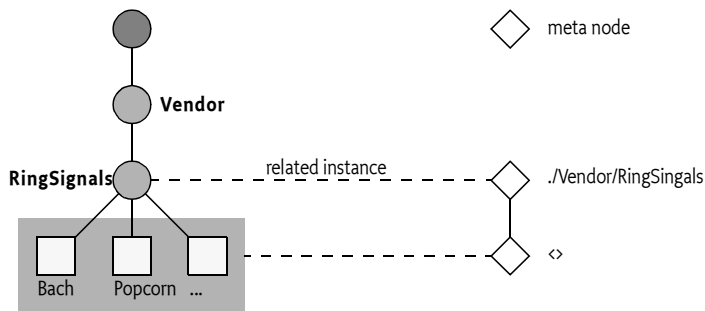 meta node
Vendor
RingSignals
related instance
./Vendor/RingSingals
<>
Bach
Popcorn
...